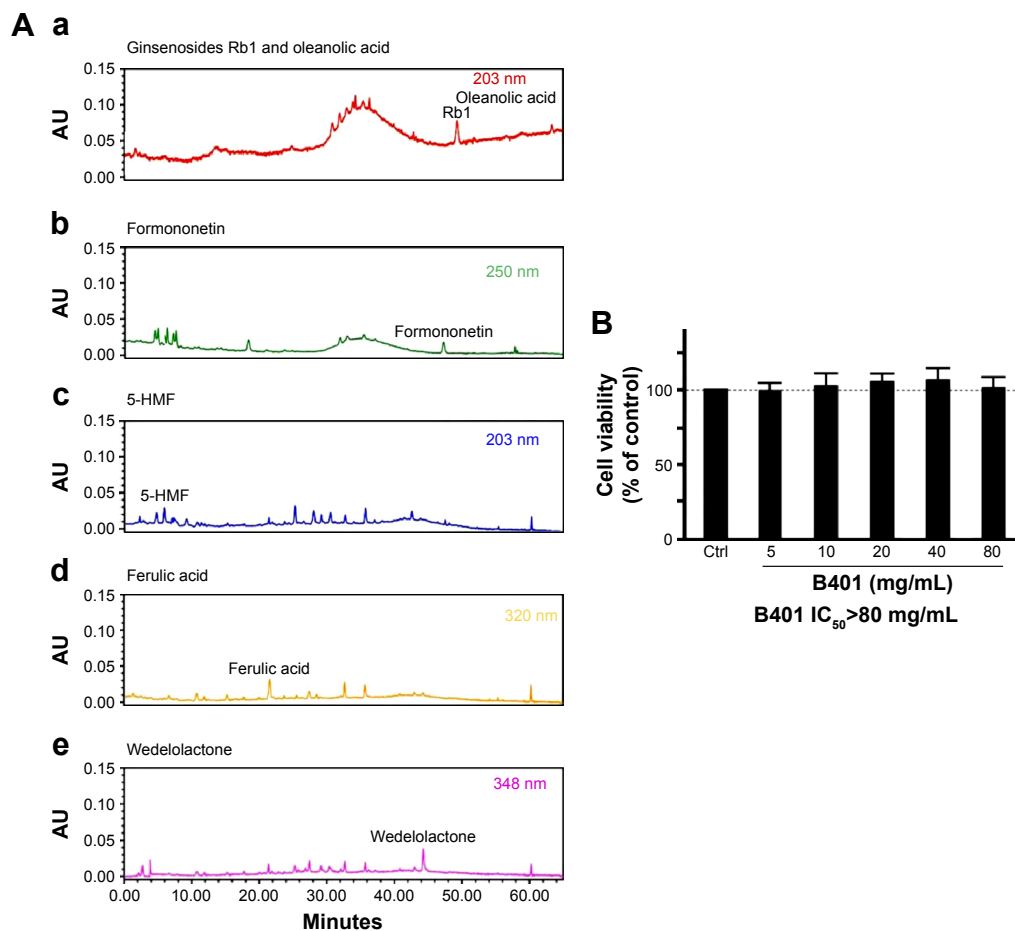 A a
Ginsenosides Rb1 and oleanolic acid
0.15
203 nm
0.10
Oleanolic acid
Rb1
AU
0.05
0.00
b
Formononetin
0.15
250 nm
0.10
AU
0.05
Formononetin
0.00
c
5-HMF
0.15
203 nm
0.10
AU
0.05
5-HMF
0.00
d
Ferulic acid
0.15
320 nm
0.10
AU
0.05
Ferulic acid
0.00
e
Wedelolactone
0.15
348 nm
0.10
AU
0.05
Wedelolactone
0.00
0.00 10.00 20.00 30.00 40.00 50.00 60.00
Minutes
B
Cell viability
(% of control)
100
50
0
Ctrl 5 10 20 40 80
B401 (mg/mL)
B401 IC50>80 mg/mL